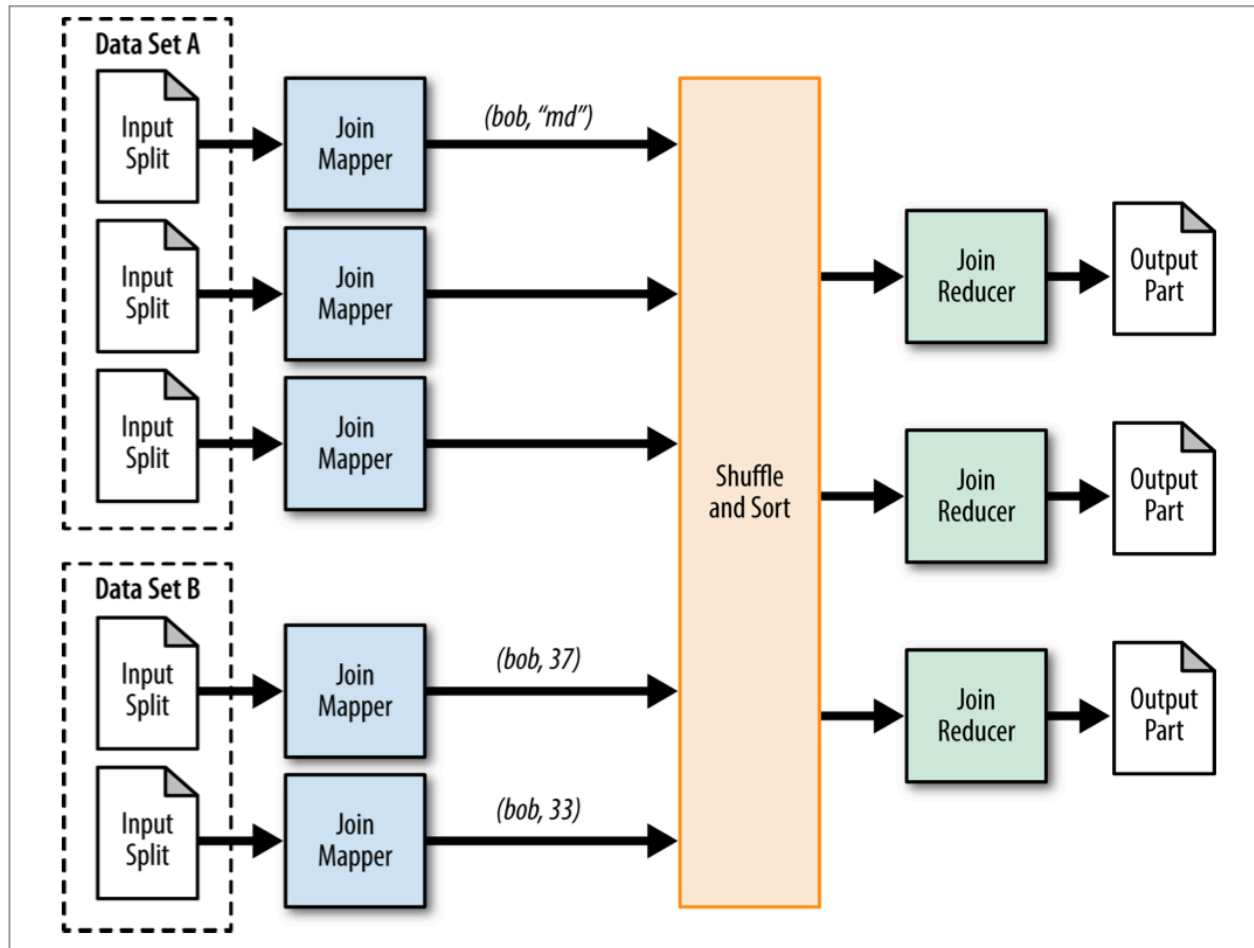 Data Set A
Input
Split
Join
Mapper
(bob, “md”)
Input
Split
Join
Mapper
Input
Split
Join
Mapper
Data Set B
Input
Split
Join
Mapper
(bob, 37)
Input
Split
Join
Mapper
(bob, 33)
Shuffle
and Sort
Join
Reducer
Output
Part
Join
Reducer
Output
Part
Join
Reducer
Output
Part